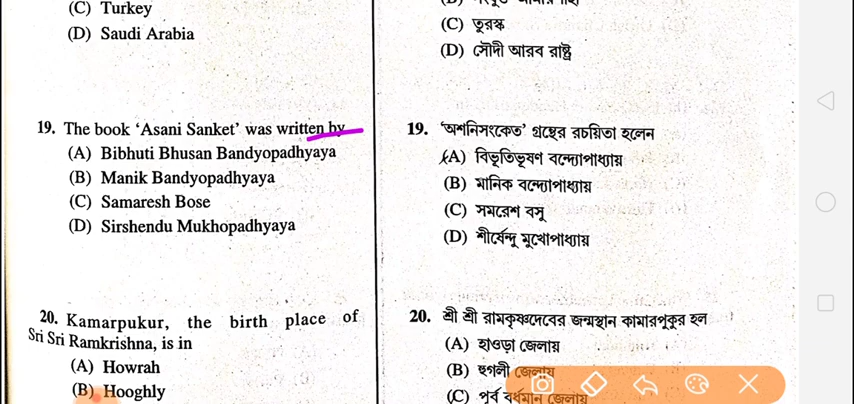 (C) Turkey
(D) Saudi Arabia
19. The book ‘Asani Sanket’ was written by
(A) Bibhuti Bhusan Bandyopadhyaya
(B) Manik Bandyopadhyaya
(C) Samaresh Bose
(D) Sirshendu Mukhopadhyaya
20. Kamarpukur, the birth place of
Sri Sri Ramkrishna, is in
(A) Howrah
(B) Hooghly
(C) তুরস্ক
(D) সৌদী আরব রাষ্ট্রে
19. ‘অশনিসংকেত’ গ্রন্থের রচয়িতা হলেন
(A) বিভূতিভূষণ বন্দ্যোপাধ্যায়
(B) মানিক বন্দ্যোপাধ্যায়
(C) সমরেশ বসু
(D) শীর্ষেন্দু মুখোপাধ্যায়
20. শ্রী শ্রী রামকৃষ্ণদেবের জন্মস্থান কামারপুকুর হল
(A) হাওড়া জেলায়
(B) হুগলী জেলায়
(C) পূর্ব বর্ধমান জেলায়